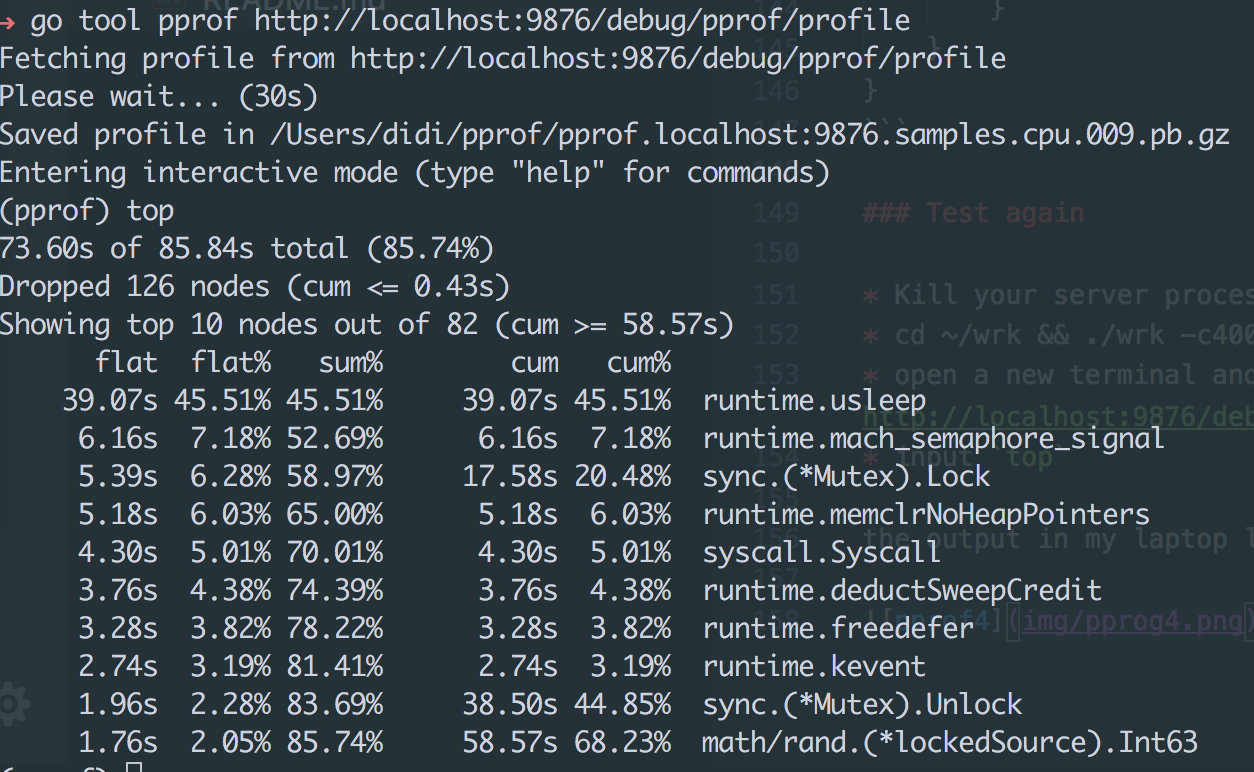 → go tool pprof http://localhost:9876/debug/pprof/profile
Fetching profile from http://localhost:9876/debug/pprof/profile
Please wait... (30s)
Saved profile in /Users/didi/pprof/pprof.localhost:9876.samples.cpu.009.pb.gz
Entering interactive mode (type "help" for commands)
(pprof) top
73.60s of 85.84s total (85.74%)
Dropped 126 nodes (cum <= 0.43s)
Showing top 10 nodes out of 82 (cum >= 58.57s)
flat flat% sum% cum cum%
39.07s 45.51% 45.51% 39.07s 45.51% runtime.usleep
6.16s 7.18% 52.69% 6.16s 7.18% runtime.mach_semaphore_signal
5.39s 6.28% 58.97% 17.58s 20.48% sync.(*Mutex).Lock
5.18s 6.03% 65.00% 5.18s 6.03% runtime.memclrNoHeapPointers
4.30s 5.01% 70.01% 4.30s 5.01% syscall.Syscall
3.76s 4.38% 74.39% 3.76s 4.38% runtime.deductSweepCredit
3.28s 3.82% 78.22% 3.28s 3.82% runtime.freedefer
2.74s 3.19% 81.41% 2.74s 3.19% runtime.kevent
1.96s 2.28% 83.69% 38.50s 44.85% sync.(*Mutex).Unlock
1.76s 2.05% 85.74% 58.57s 68.23% math/rand.(*lockedSource).Int63
README.md
145 }
146 }
147 ```
149 ### Test again
150
151 * Kill your server proces
152 * cd ~/wrk && ./wrk -c400
153 * open a new terminal and
http://localhost:9876/deb
154 * input `top
155
156 the output in my laptop l
157
158 ![pprof4](img/pprog4.png)